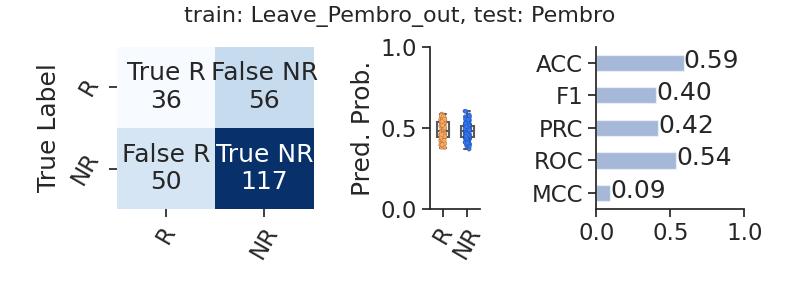 train: Leave_Pembro_out, test: Pembro
True Label
R
NR
True R
36
False NR
56
False R
50
True NR
117
R
NR
Pred. Prob.
1.0
0.5
0.0
R
NR
ACC
F1
PRC
ROC
MCC
0.59
0.40
0.42
0.54
0.09
0.0
0.5
1.0